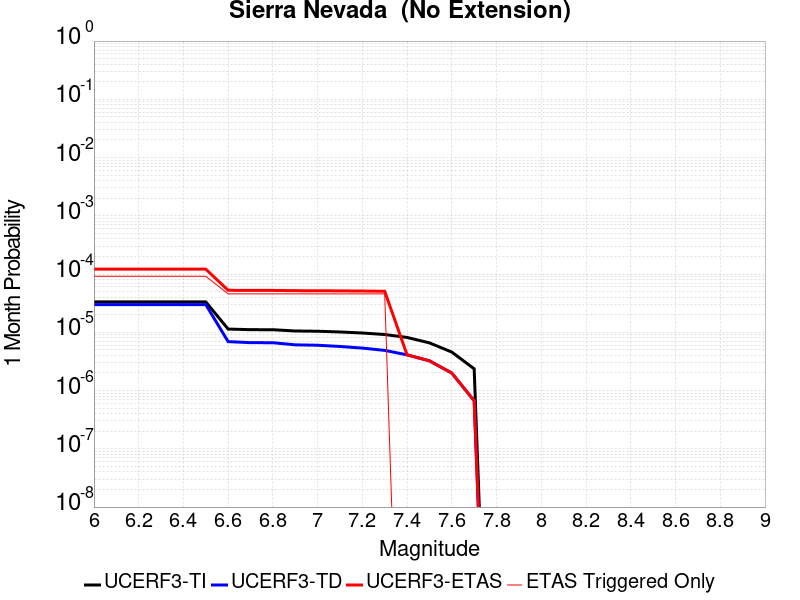 Sierra Nevada  (No Extension)
10^0
10^-1
10^-2
10^-3
10^-4
10^-5
10^-6
10^-7
10^-8
1 Month Probability
6 6.2 6.4 6.6 6.8 7 7.2 7.4 7.6 7.8 8 8.2 8.4 8.6 8.8 9
Magnitude
UCERF3-TI UCERF3-TD UCERF3-ETAS ETAS Triggered Only